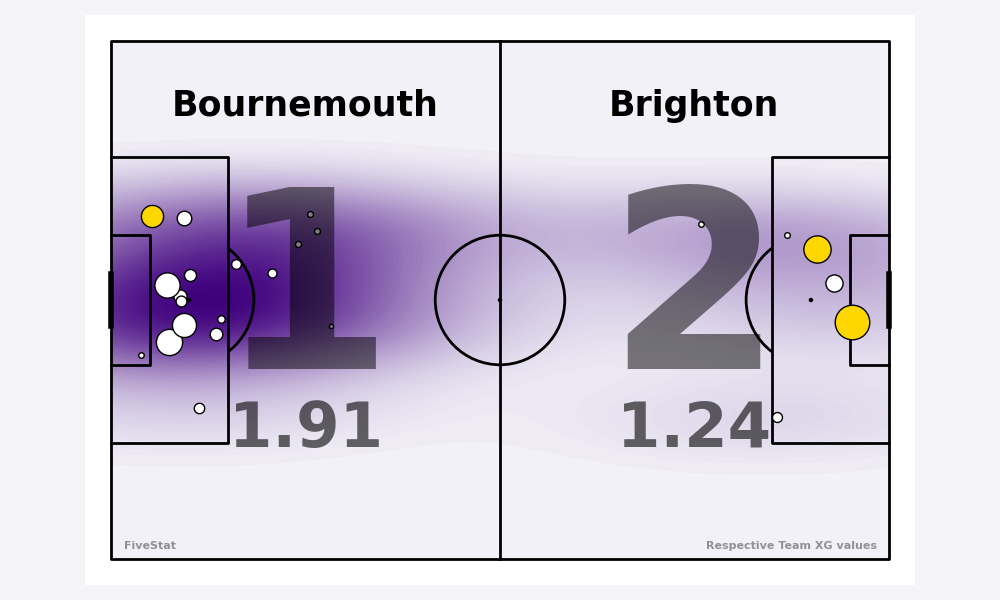 Bournemouth
Brighton
1
2
1.91
1.24
FiveStat
Respective Team XG values